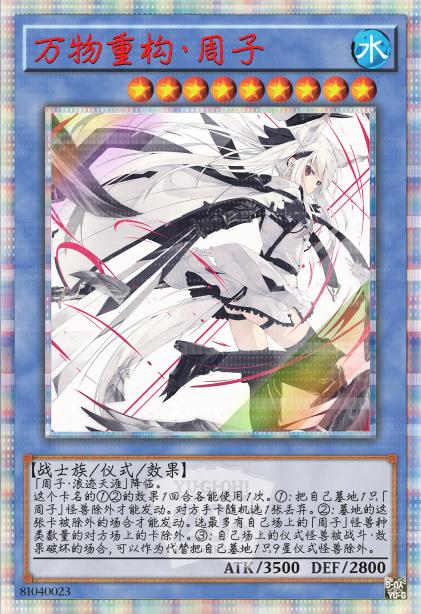 万物重构·周子
水
【战士族/仪式/效果】
「周子·浪迹天涯」降临。
这个卡名的①②的效果1回合各能使用1次。①：把自己墓地1只「
周子」怪兽除外才能发动。对方手卡随机选1张丢弃。②：墓地的这
张卡被除外的场合才能发动。选最多有自己场上的「周子」怪兽种
类数量的对方场上的卡除外。③：自己场上的仪式怪兽被战斗·效
果破坏的场合，可以作为代替把自己墓地1只9星仪式怪兽除外。
YU-GI-OH!
ATK/3500 DEF/2800
81040023